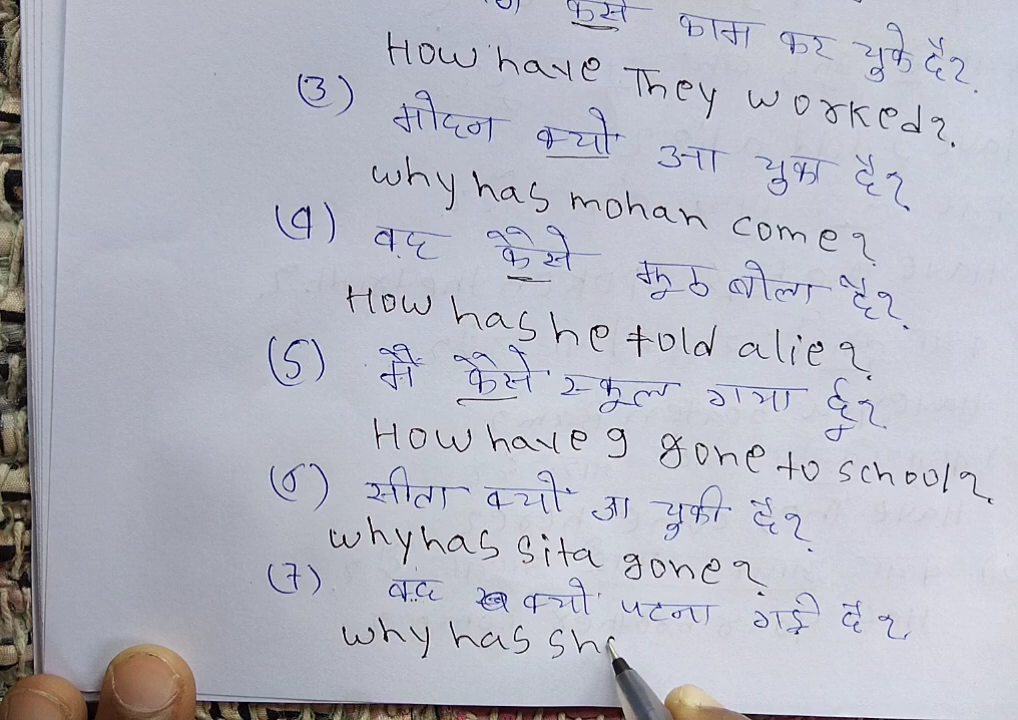 कैसे काम कर चुके है?
How have They worked?
(3) मोहन क्यों आ चुका है?
why has mohan come?
(4) वह कैसे झूठ बोला है?
How has he told a lie?
(5) मैं कैसे स्कूल गया हूँ?
How have I gone to school?
(6) सीता क्यों जा चुकी है?
why has sita gone?
(7) वह क्यों पटना गई है?
why has she